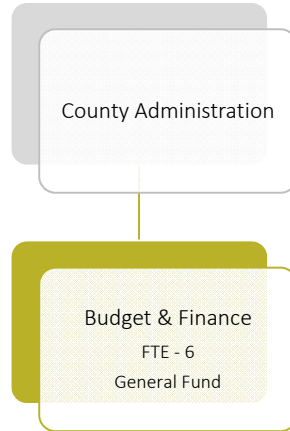 County Administration
Budget & Finance
FTE - 6
General Fund